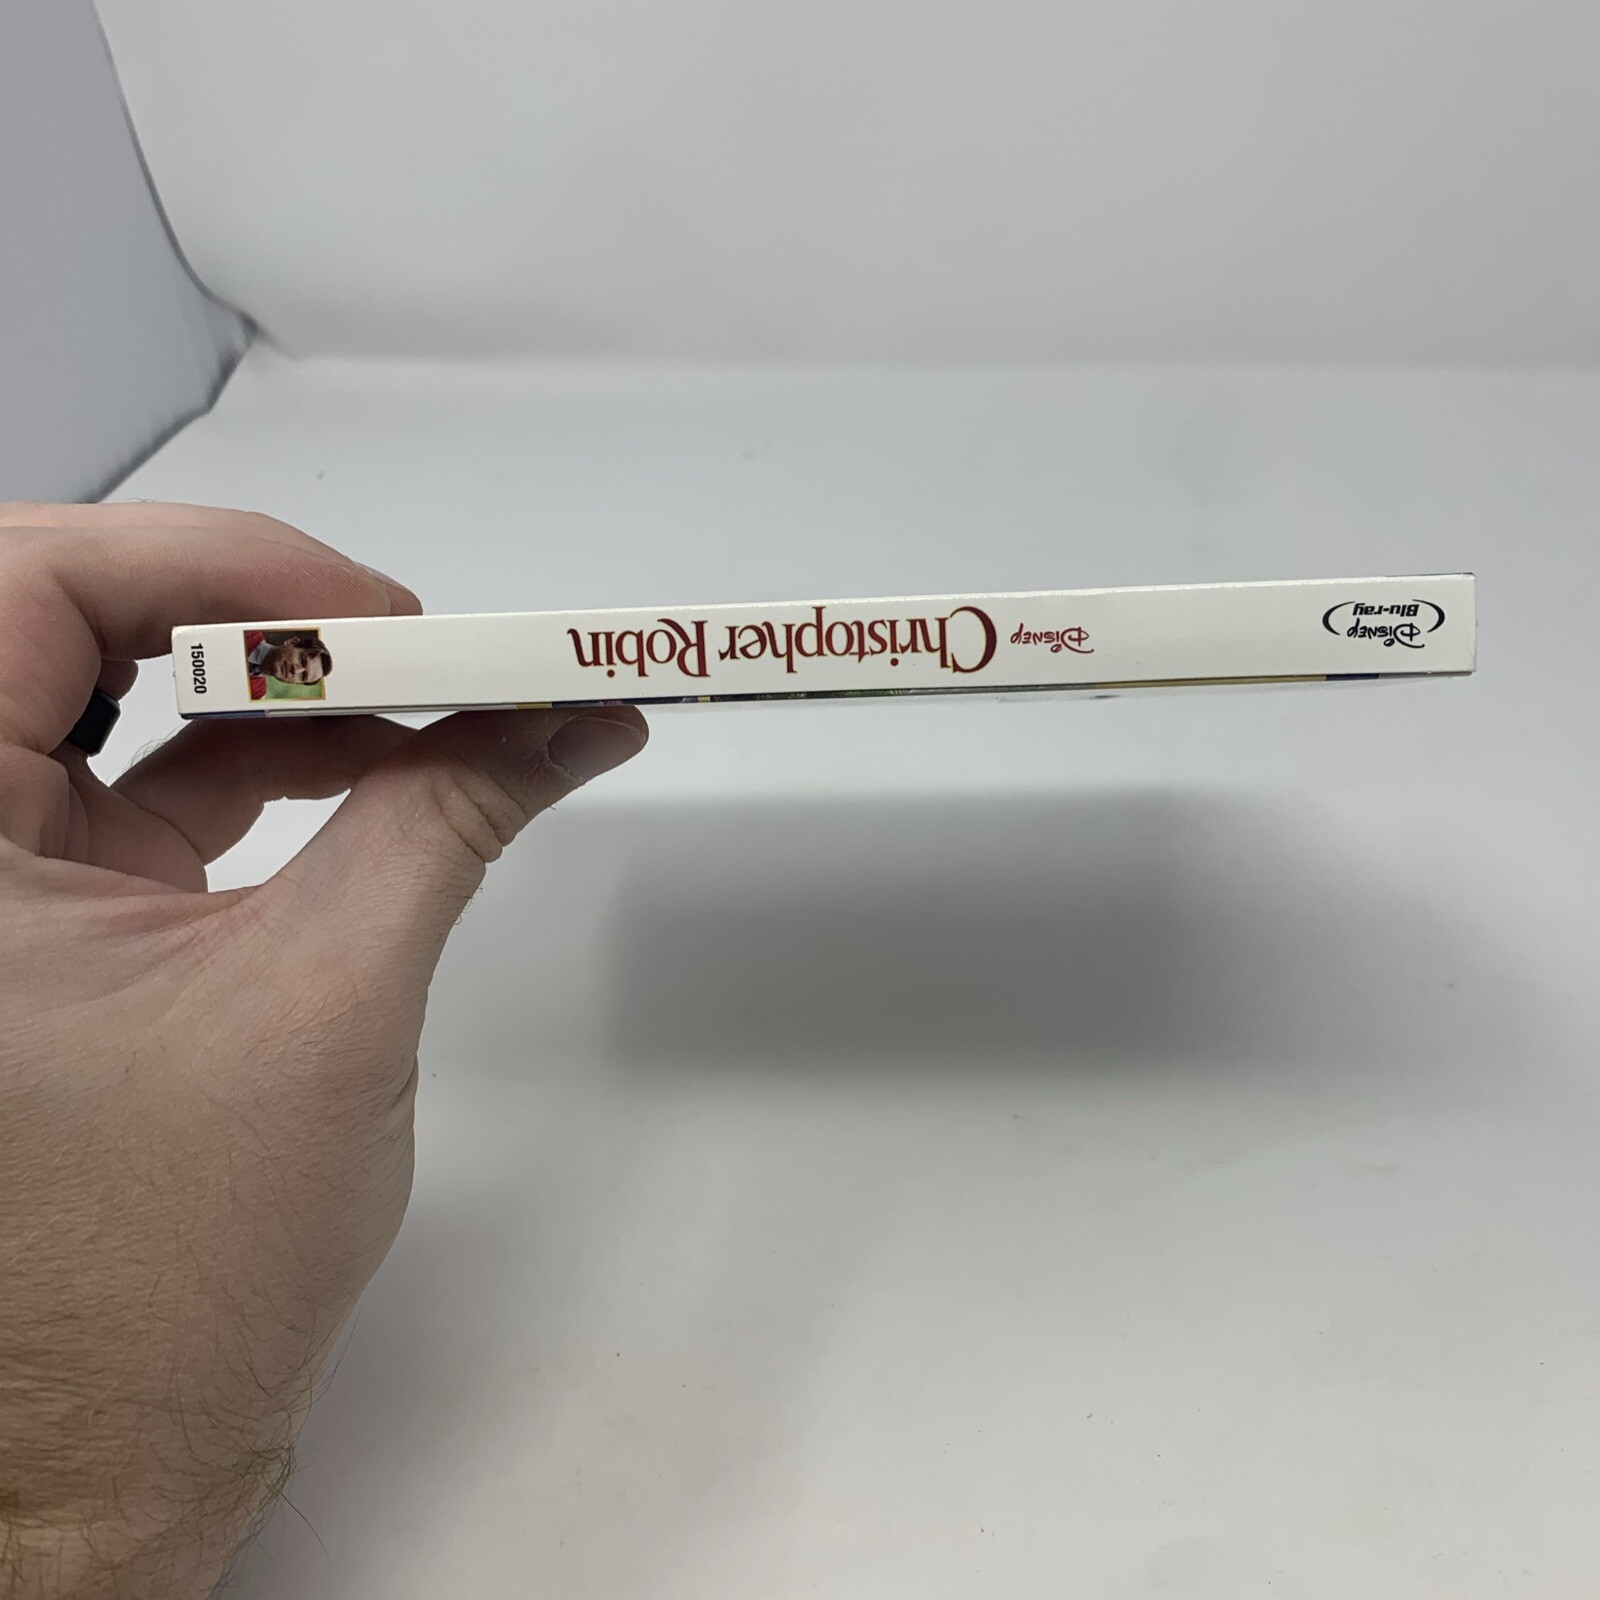 Disney
Blu-ray
Disney
Christopher Robin
150020